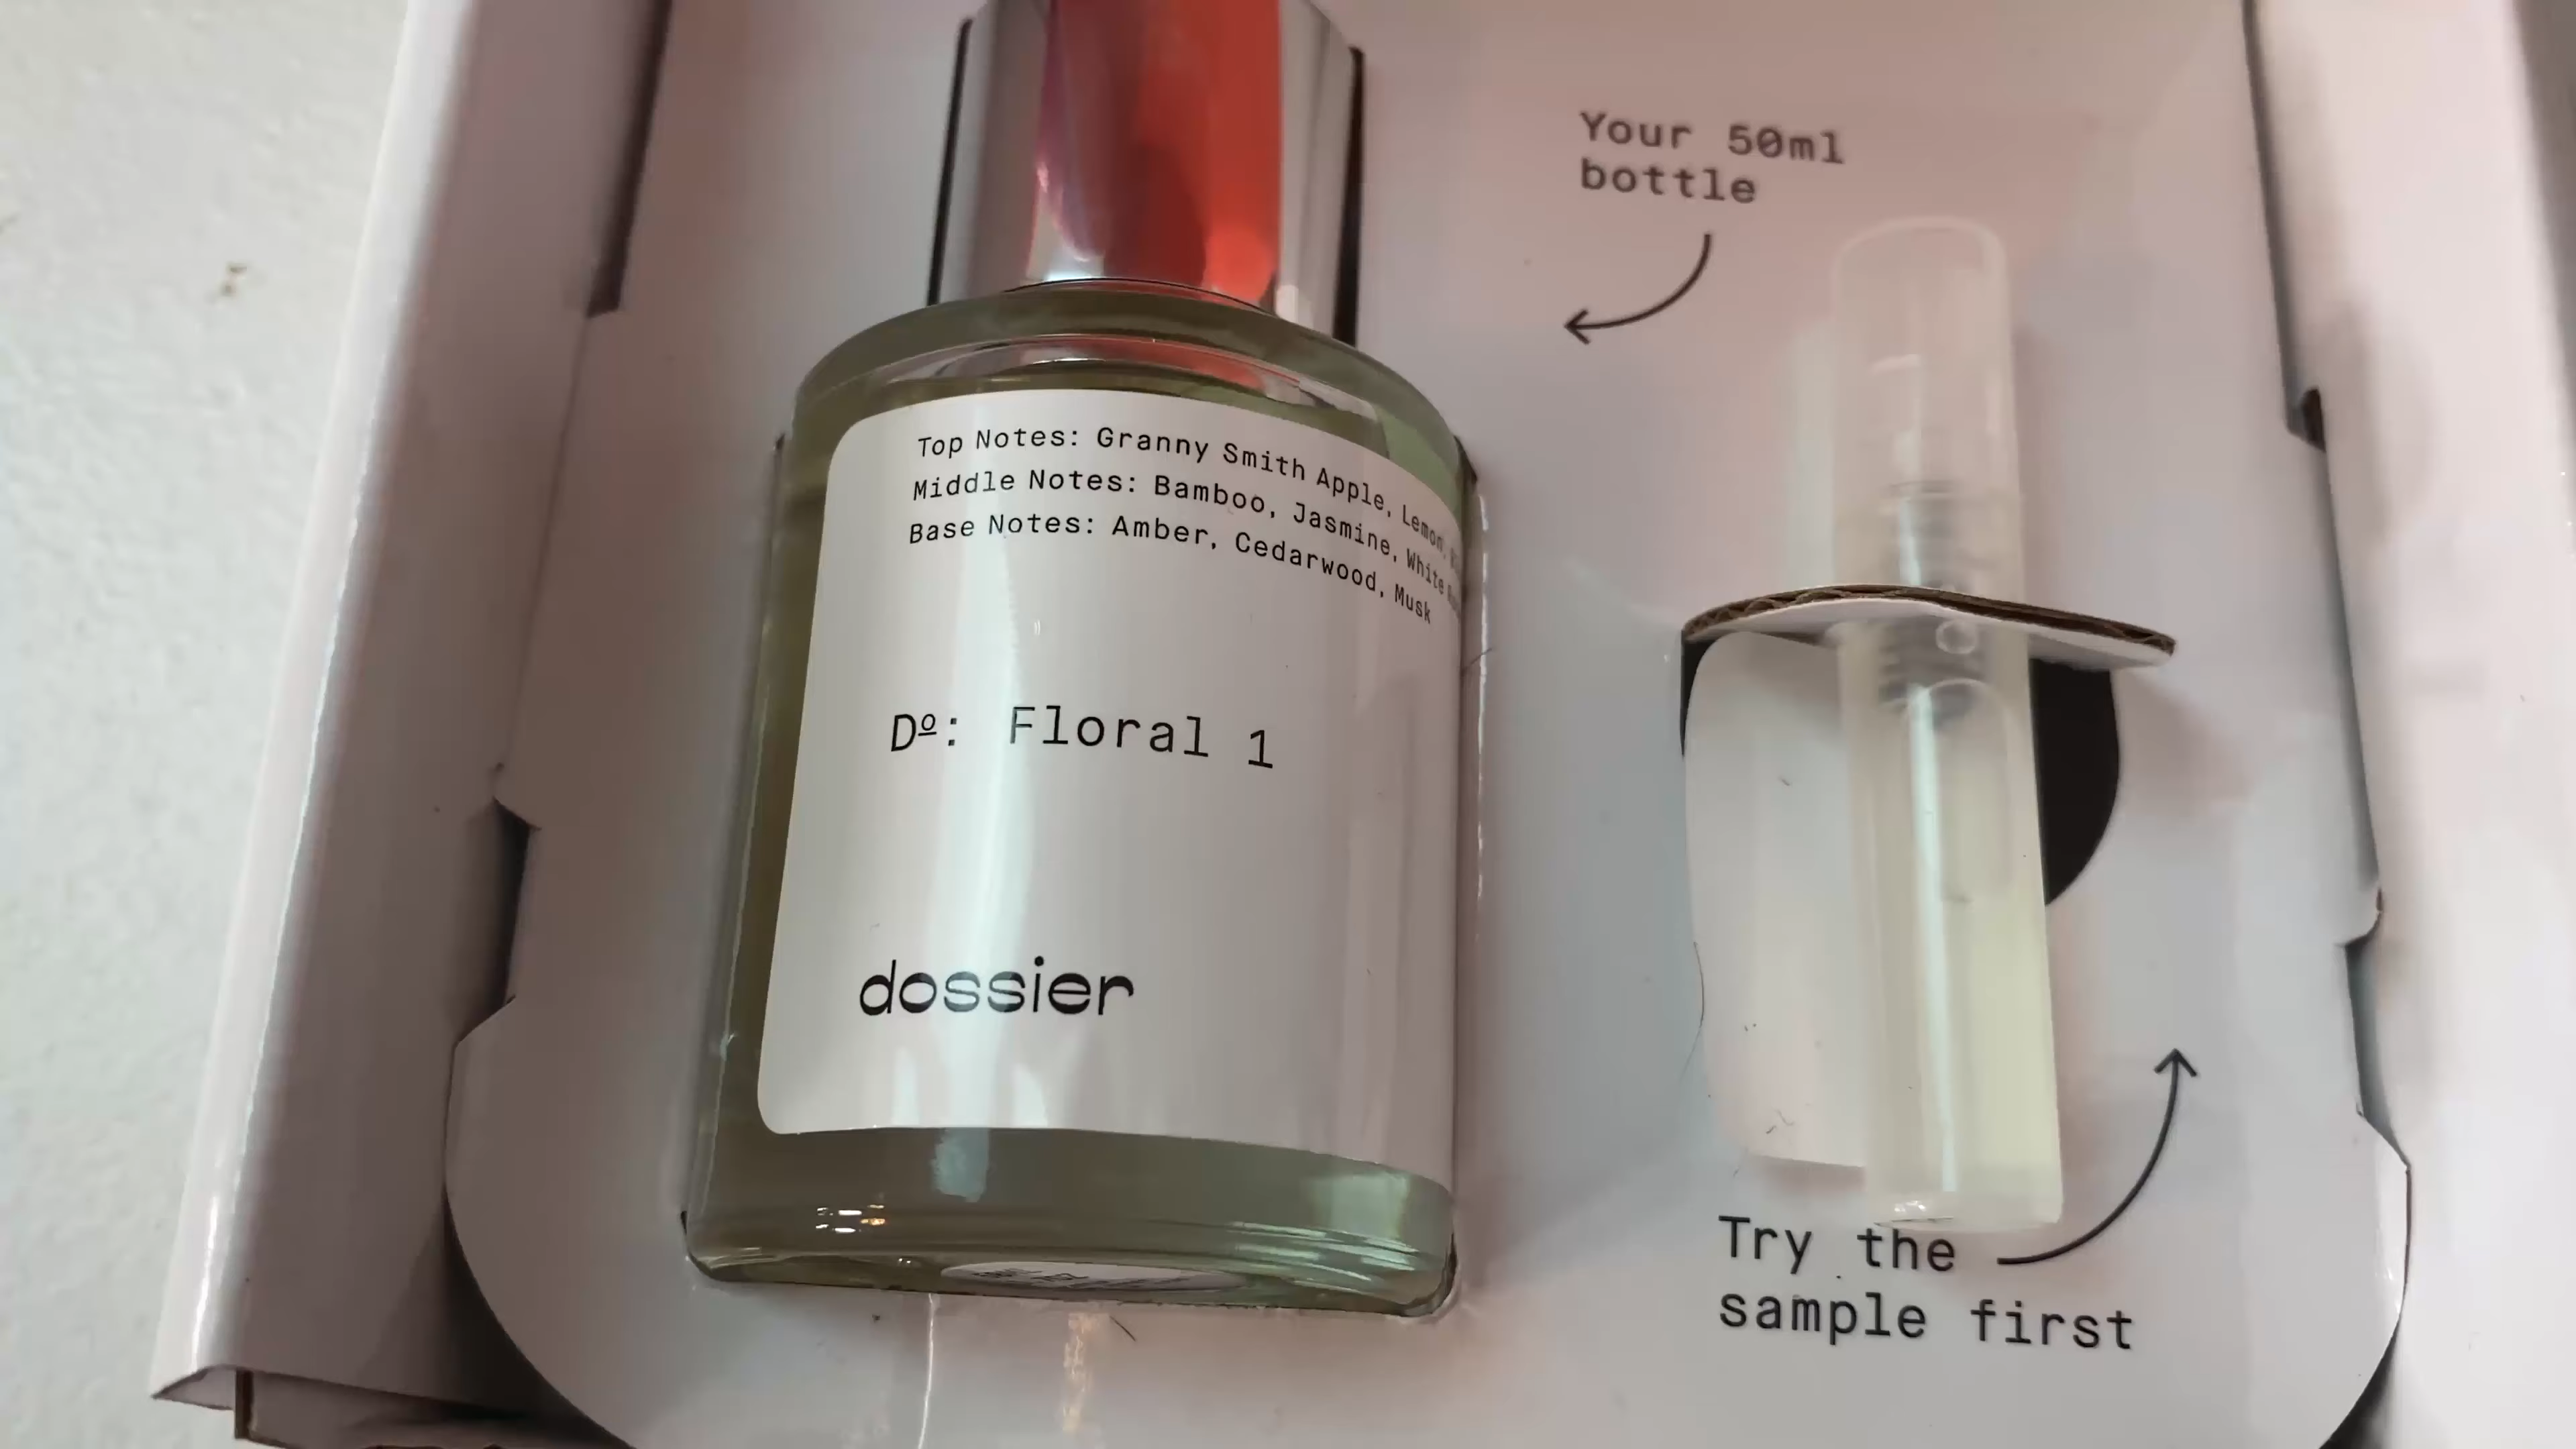 Your 50ml
bottle
Top Notes: Granny Smith Apple, Lemon,
Middle Notes: Bamboo, Jasmine, White
Base Notes: Amber, Cedarwood, Musk
Dº: Floral 1
dossier
Try the
sample first